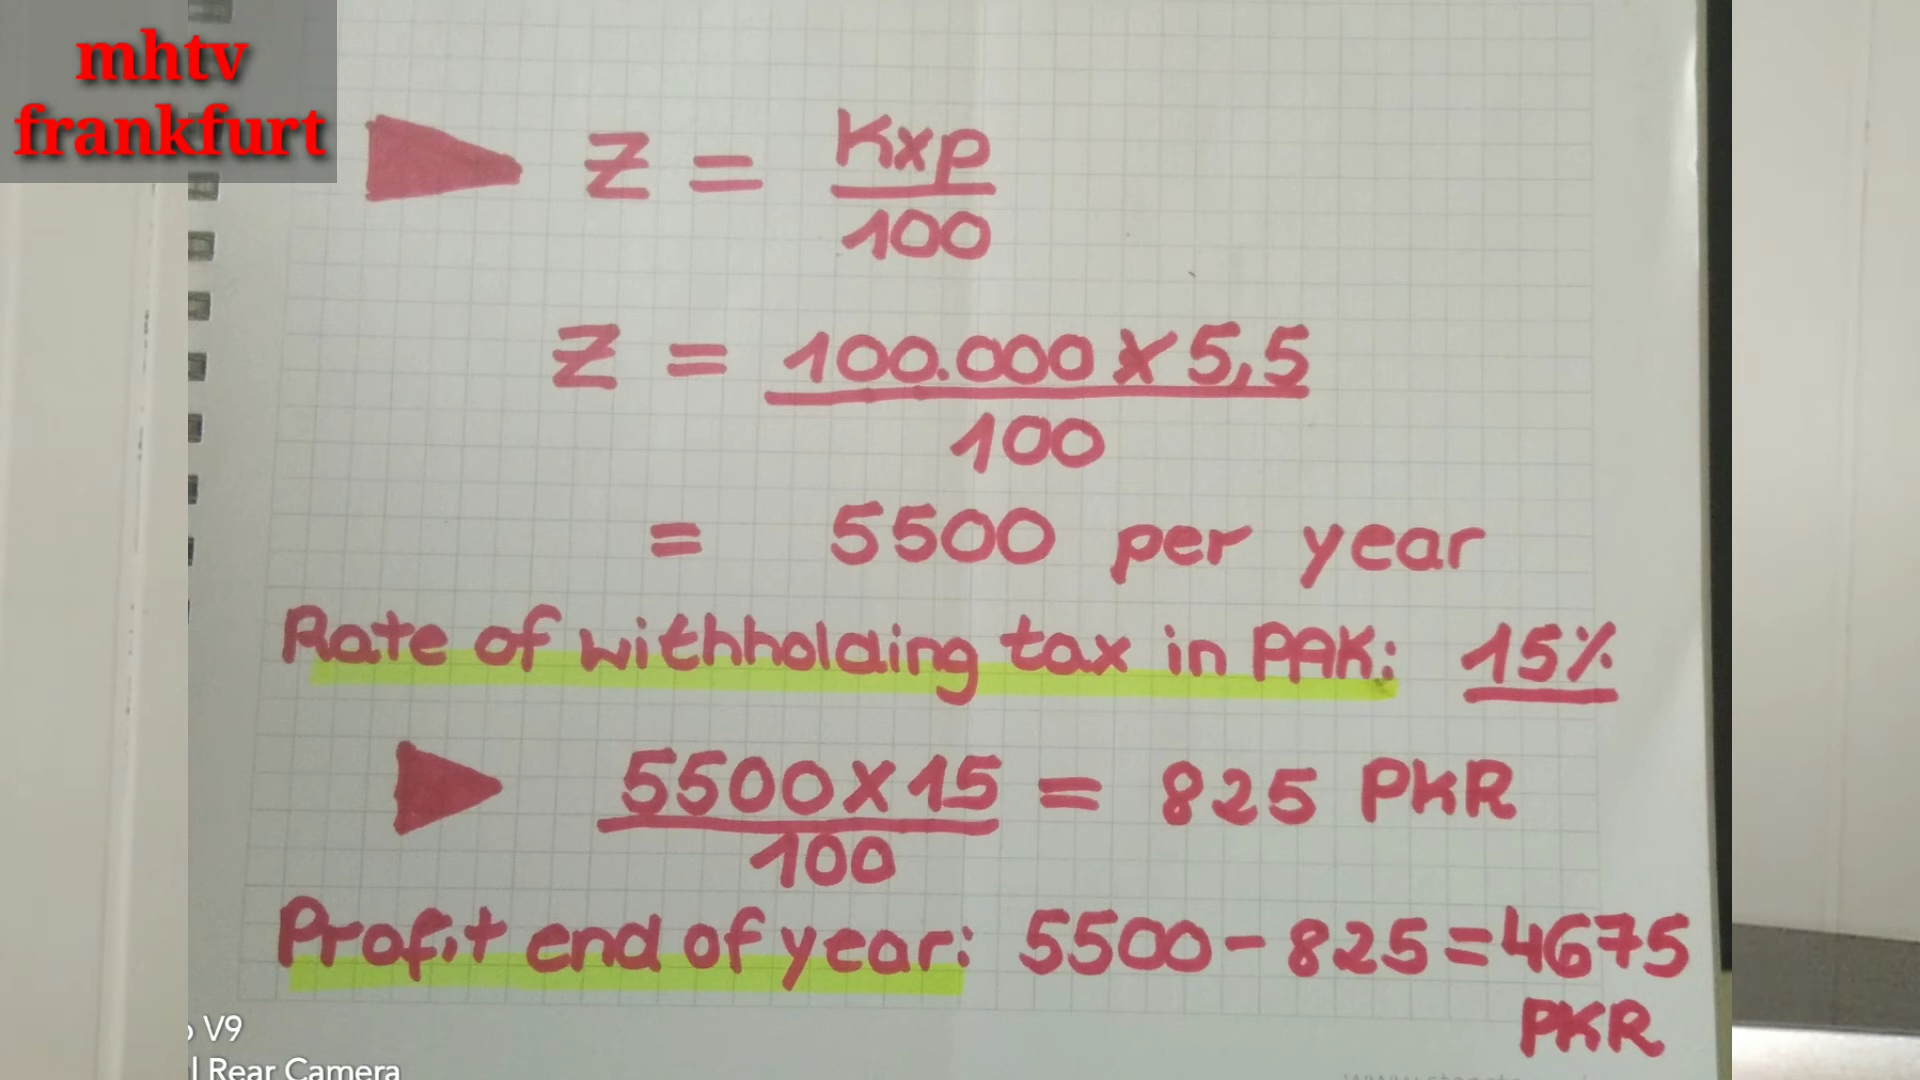 mhtv
frankfurt
Z = K x p
100
Z = 100.000 x 5,5
100
= 5500 per year
Rate of withholding tax in PAK: 15%
5500 x 15 = 825 PKR
100
Profit end of year: 5500 - 825 = 4675
PKR
V9
Rear Camera